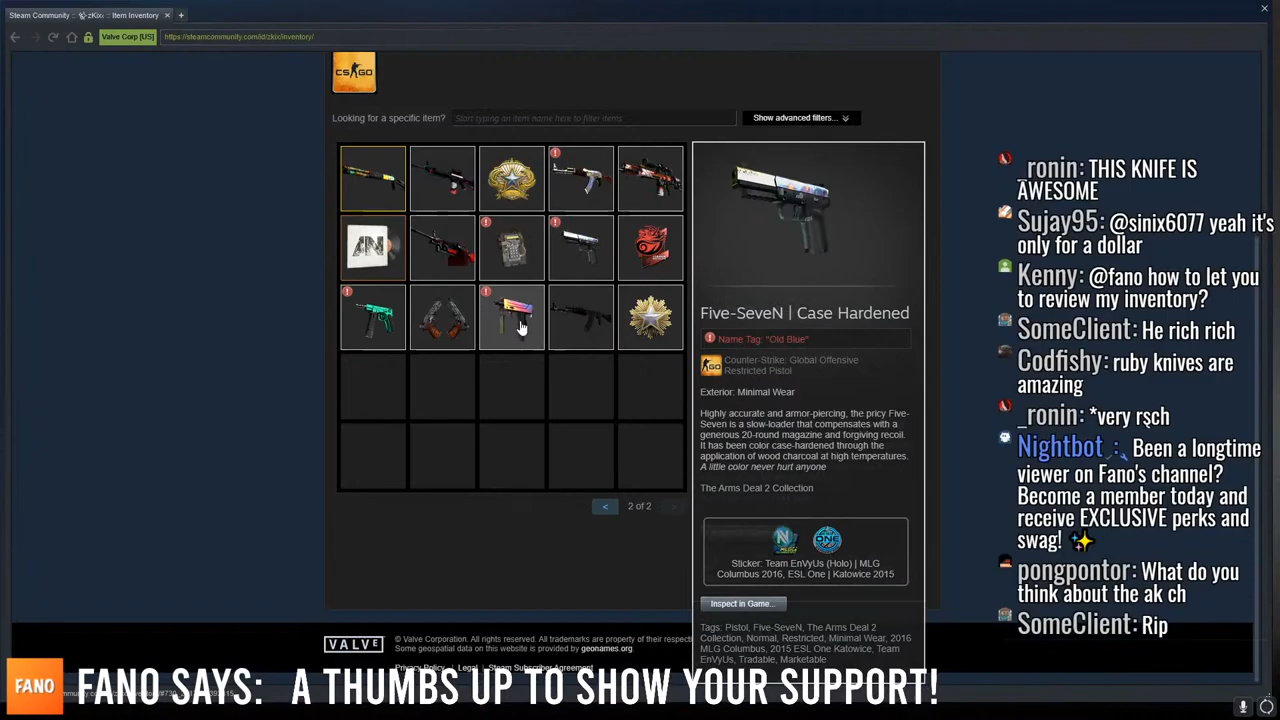 Steam Community :: zKix :: Item Inventory
Valve Corp [US]
https://steamcommunity.com/id/zkix/inventory/
CS GO
Looking for a specific item?
Start typing an item name here to filter items
Show advanced filters...
Five-SeveN | Case Hardened
Name Tag: "Old Blue"
Counter-Strike: Global Offensive
Restricted Pistol
Exterior: Minimal Wear
Highly accurate and armor-piercing, the pricy Five-
Seven is a slow-loader that compensates with a
generous 20-round magazine and forgiving recoil.
It has been color case-hardened through the
application of wood charcoal at high temperatures.
A little color never hurt anyone
The Arms Deal 2 Collection
Sticker: Team EnVyUs (Holo) | MLG
Columbus 2016, ESL One | Katowice 2015
Inspect in Game...
Tags: Pistol, Five-SeveN, The Arms Deal 2
Collection, Normal, Restricted, Minimal Wear, 2016
MLG Columbus, 2015 ESL One Katowice, Team
EnVyUs, Tradable, Marketable
< 2 of 2 >
VALVE
© Valve Corporation. All rights reserved. All trademarks are property of their respecti
Some geospatial data on this website is provided by geonames.org.
Privacy Policy | Legal | Steam Subscriber Agreement
_ronin: THIS KNIFE IS
AWESOME
Sujay95: @sinix6077 yeah it's
only for a dollar
Kenny: @fano how to let you
to review my inventory?
SomeClient: He rich rich
Codfishy: ruby knives are
amazing
_ronin: *very rșch
Nightbot : Been a longtime
viewer on Fano's channel?
Become a member today and
receive EXCLUSIVE perks and
swag! ✨
pongpontor: What do you
think about the ak ch
SomeClient: Rip
FANO
FANO SAYS: A THUMBS UP TO SHOW YOUR SUPPORT!